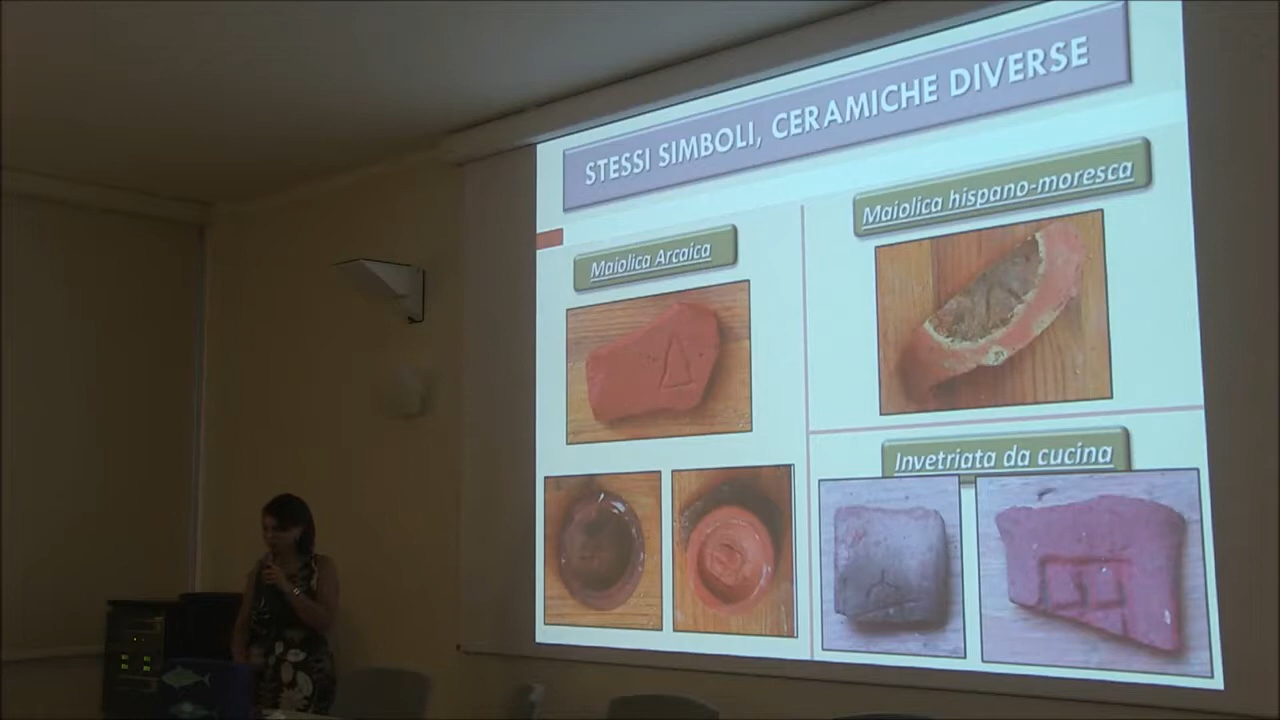 STESSI SIMBOLI, CERAMICHE DIVERSE
Maiolica Arcaica
Maiolica hispano-moresca
Invetriata da cucina